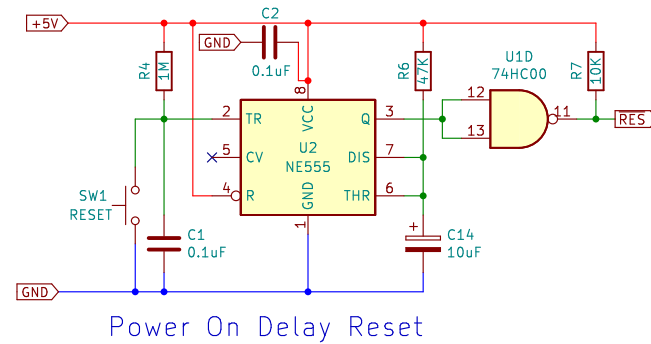 +5V
C2
GND
0.1uF
R4
1M
R6
47K
U1D
74HC00
R7
10K
8
VCC
2
TR
Q
3
12
13
11
RES
U2
NE555
5
CV
DIS
7
4
R
GND
THR
6
1
SW1
RESET
C1
0.1uF
+
C14
10uF
GND
Power On Delay Reset